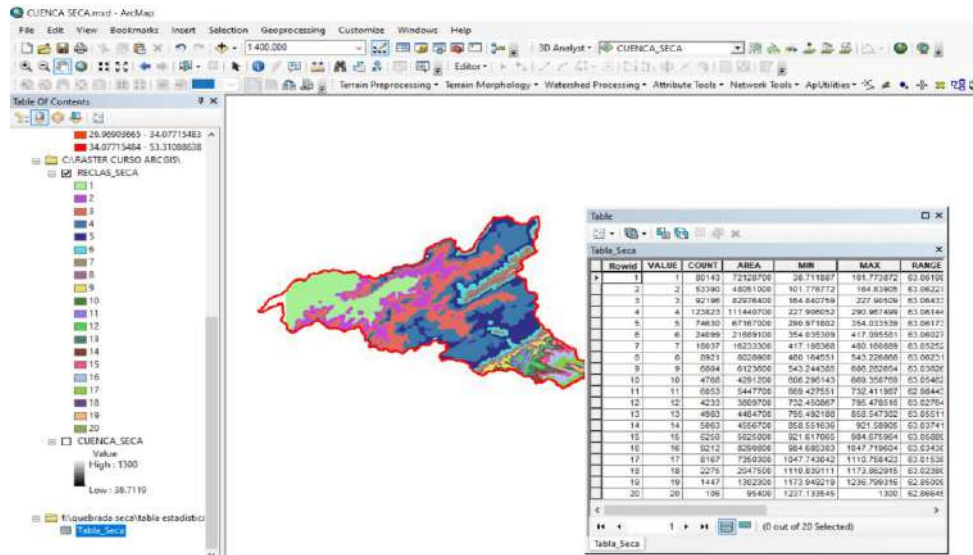 CUENCA SECA.mxd - ArcMap
File Edit View Bookmarks Insert Selection Geoprocessing Customize Windows Help
1:400.000 3D Analyst CUENCA_SECA
Editor
Terrain Preprocessing Terrain Morphology Watershed Processing Attribute Tools Network Tools ApUtilities
Table Of Contents
26.96903665 - 34.07715483
34.07715484 - 53.31088638
C:\RASTER CURSO ARCGIS\
RECLAS_SECA
1
2
3
4
5
6
7
8
9
10
11
12
13
14
15
16
17
18
19
20
CUENCA_SECA
Value
High : 1300
Low : 38.7119
f:\quebrada seca\tabla estadistica
Tabla_Seca
Table
Tabla_Seca
Rowid VALUE COUNT AREA MIN MAX RANGE
1 1 80143 72128700 38.711887 101.773872
2 2 53390 48051000 101.776772 164.83905
3 3 92196 82976400 164.840759 227.90509
4 4 123823 111440700 227.906052 290.967499
5 5 74630 67167000 290.971802 354.033539
6 6 24099 21689100 354.035309 417.095581
7 7 18037 16233300 417.198368 480.160889
8 8 8921 8028900 480.164551 543.226868
9 9 6804 6123600 543.244385 606.282654
10 10 4768 4291200 606.296143 669.350769
11 11 6053 5447700 669.427551 732.411987
12 12 4233 3809700 732.450867 795.478516
13 13 4983 4484700 795.492188 858.547302
14 14 5063 4556700 858.551636 921.58905
15 15 6250 5625000 921.617065 984.675964
16 16 9212 8290800 984.685303 1047.719604
17 17 8167 7350300 1047.743042 1110.758423
18 18 2275 2047500 1110.839111 1173.862915
19 19 1447 1302300 1173.949219 1236.799316
20 20 106 95400 1237.133545 1300
1 (0 out of 20 Selected)
Tabla_Seca